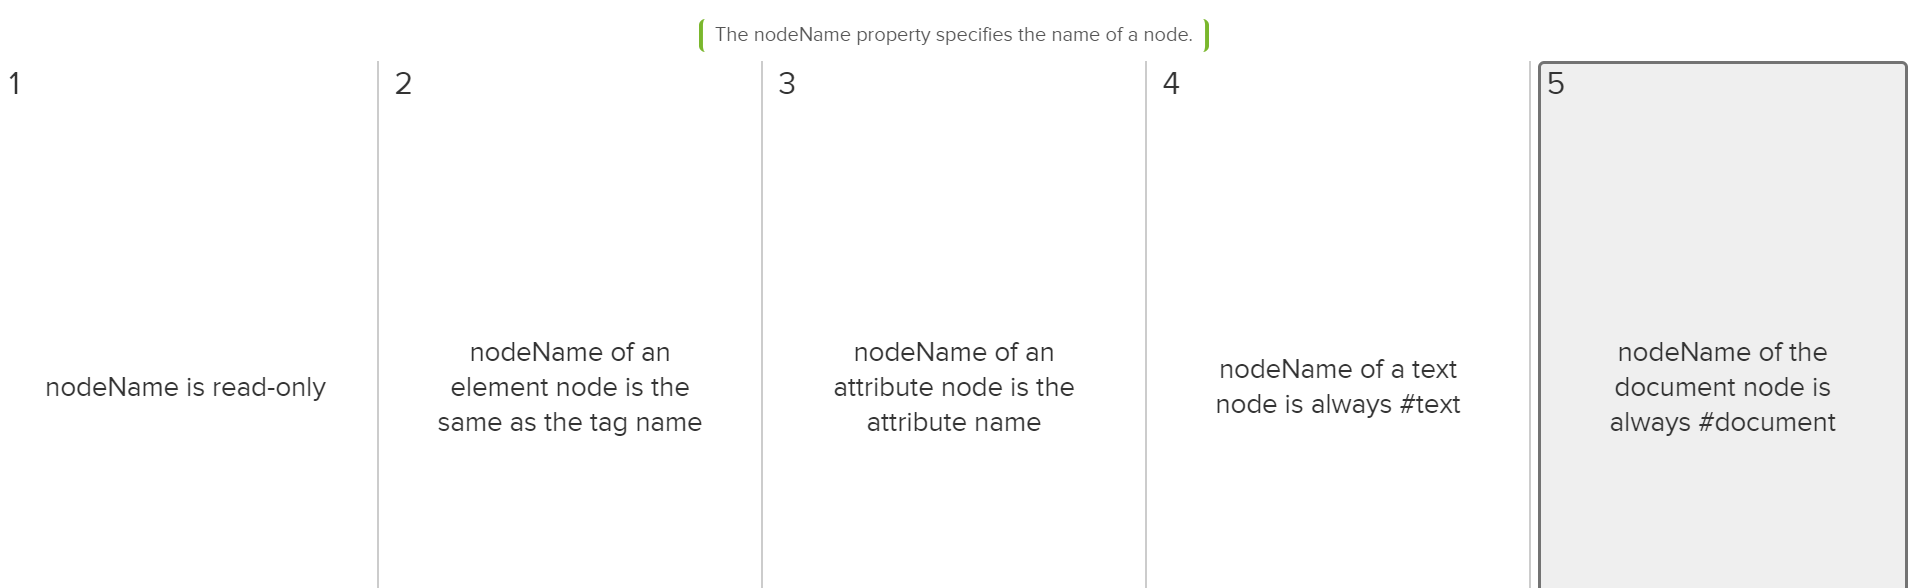 The nodeName property specifies the name of a node.
1
nodeName is read-only
2
nodeName of an
element node is the
same as the tag name
3
nodeName of an
attribute node is the
attribute name
4
nodeName of a text
node is always #text
5
nodeName of the
document node is
always #document